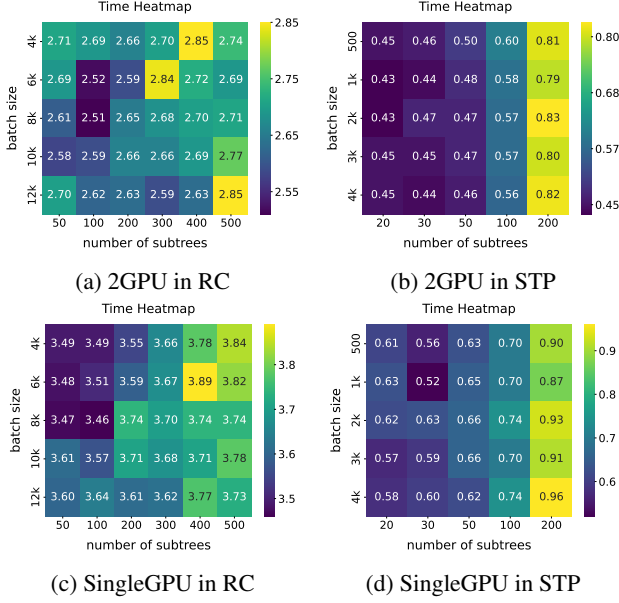 Time Heatmap
batch size
4k 2.71 2.69 2.66 2.70 2.85 2.74
6k 2.69 2.52 2.59 2.84 2.72 2.69
8k 2.61 2.51 2.65 2.68 2.70 2.71
10k 2.58 2.59 2.66 2.66 2.69 2.77
12k 2.70 2.62 2.63 2.59 2.63 2.85
50 100 200 300 400 500
number of subtrees
2.85
2.75
2.65
2.55
(a) 2GPU in RC
Time Heatmap
batch size
500 0.45 0.46 0.50 0.60 0.81
1k 0.43 0.44 0.48 0.58 0.79
2k 0.43 0.47 0.47 0.57 0.83
3k 0.45 0.45 0.47 0.57 0.80
4k 0.45 0.44 0.46 0.56 0.82
20 30 50 100 200
number of subtrees
0.80
0.60
0.45
(b) 2GPU in STP
Time Heatmap
batch size
4k 3.49 3.49 3.55 3.66 3.78 3.84
6k 3.48 3.51 3.59 3.67 3.89 3.82
8k 3.47 3.46 3.74 3.70 3.74 3.74
10k 3.61 3.57 3.71 3.68 3.71 3.78
12k 3.60 3.64 3.61 3.62 3.77 3.73
50 100 200 300 400 500
number of subtrees
3.8
3.7
3.6
3.5
(c) SingleGPU in RC
Time Heatmap
batch size
500 0.61 0.56 0.63 0.70 0.90
1k 0.63 0.52 0.65 0.70 0.87
2k 0.62 0.63 0.66 0.74 0.93
3k 0.57 0.59 0.66 0.70 0.91
4k 0.58 0.60 0.62 0.74 0.96
20 30 50 100 200
number of subtrees
0.9
0.8
0.7
0.6
(d) SingleGPU in STP